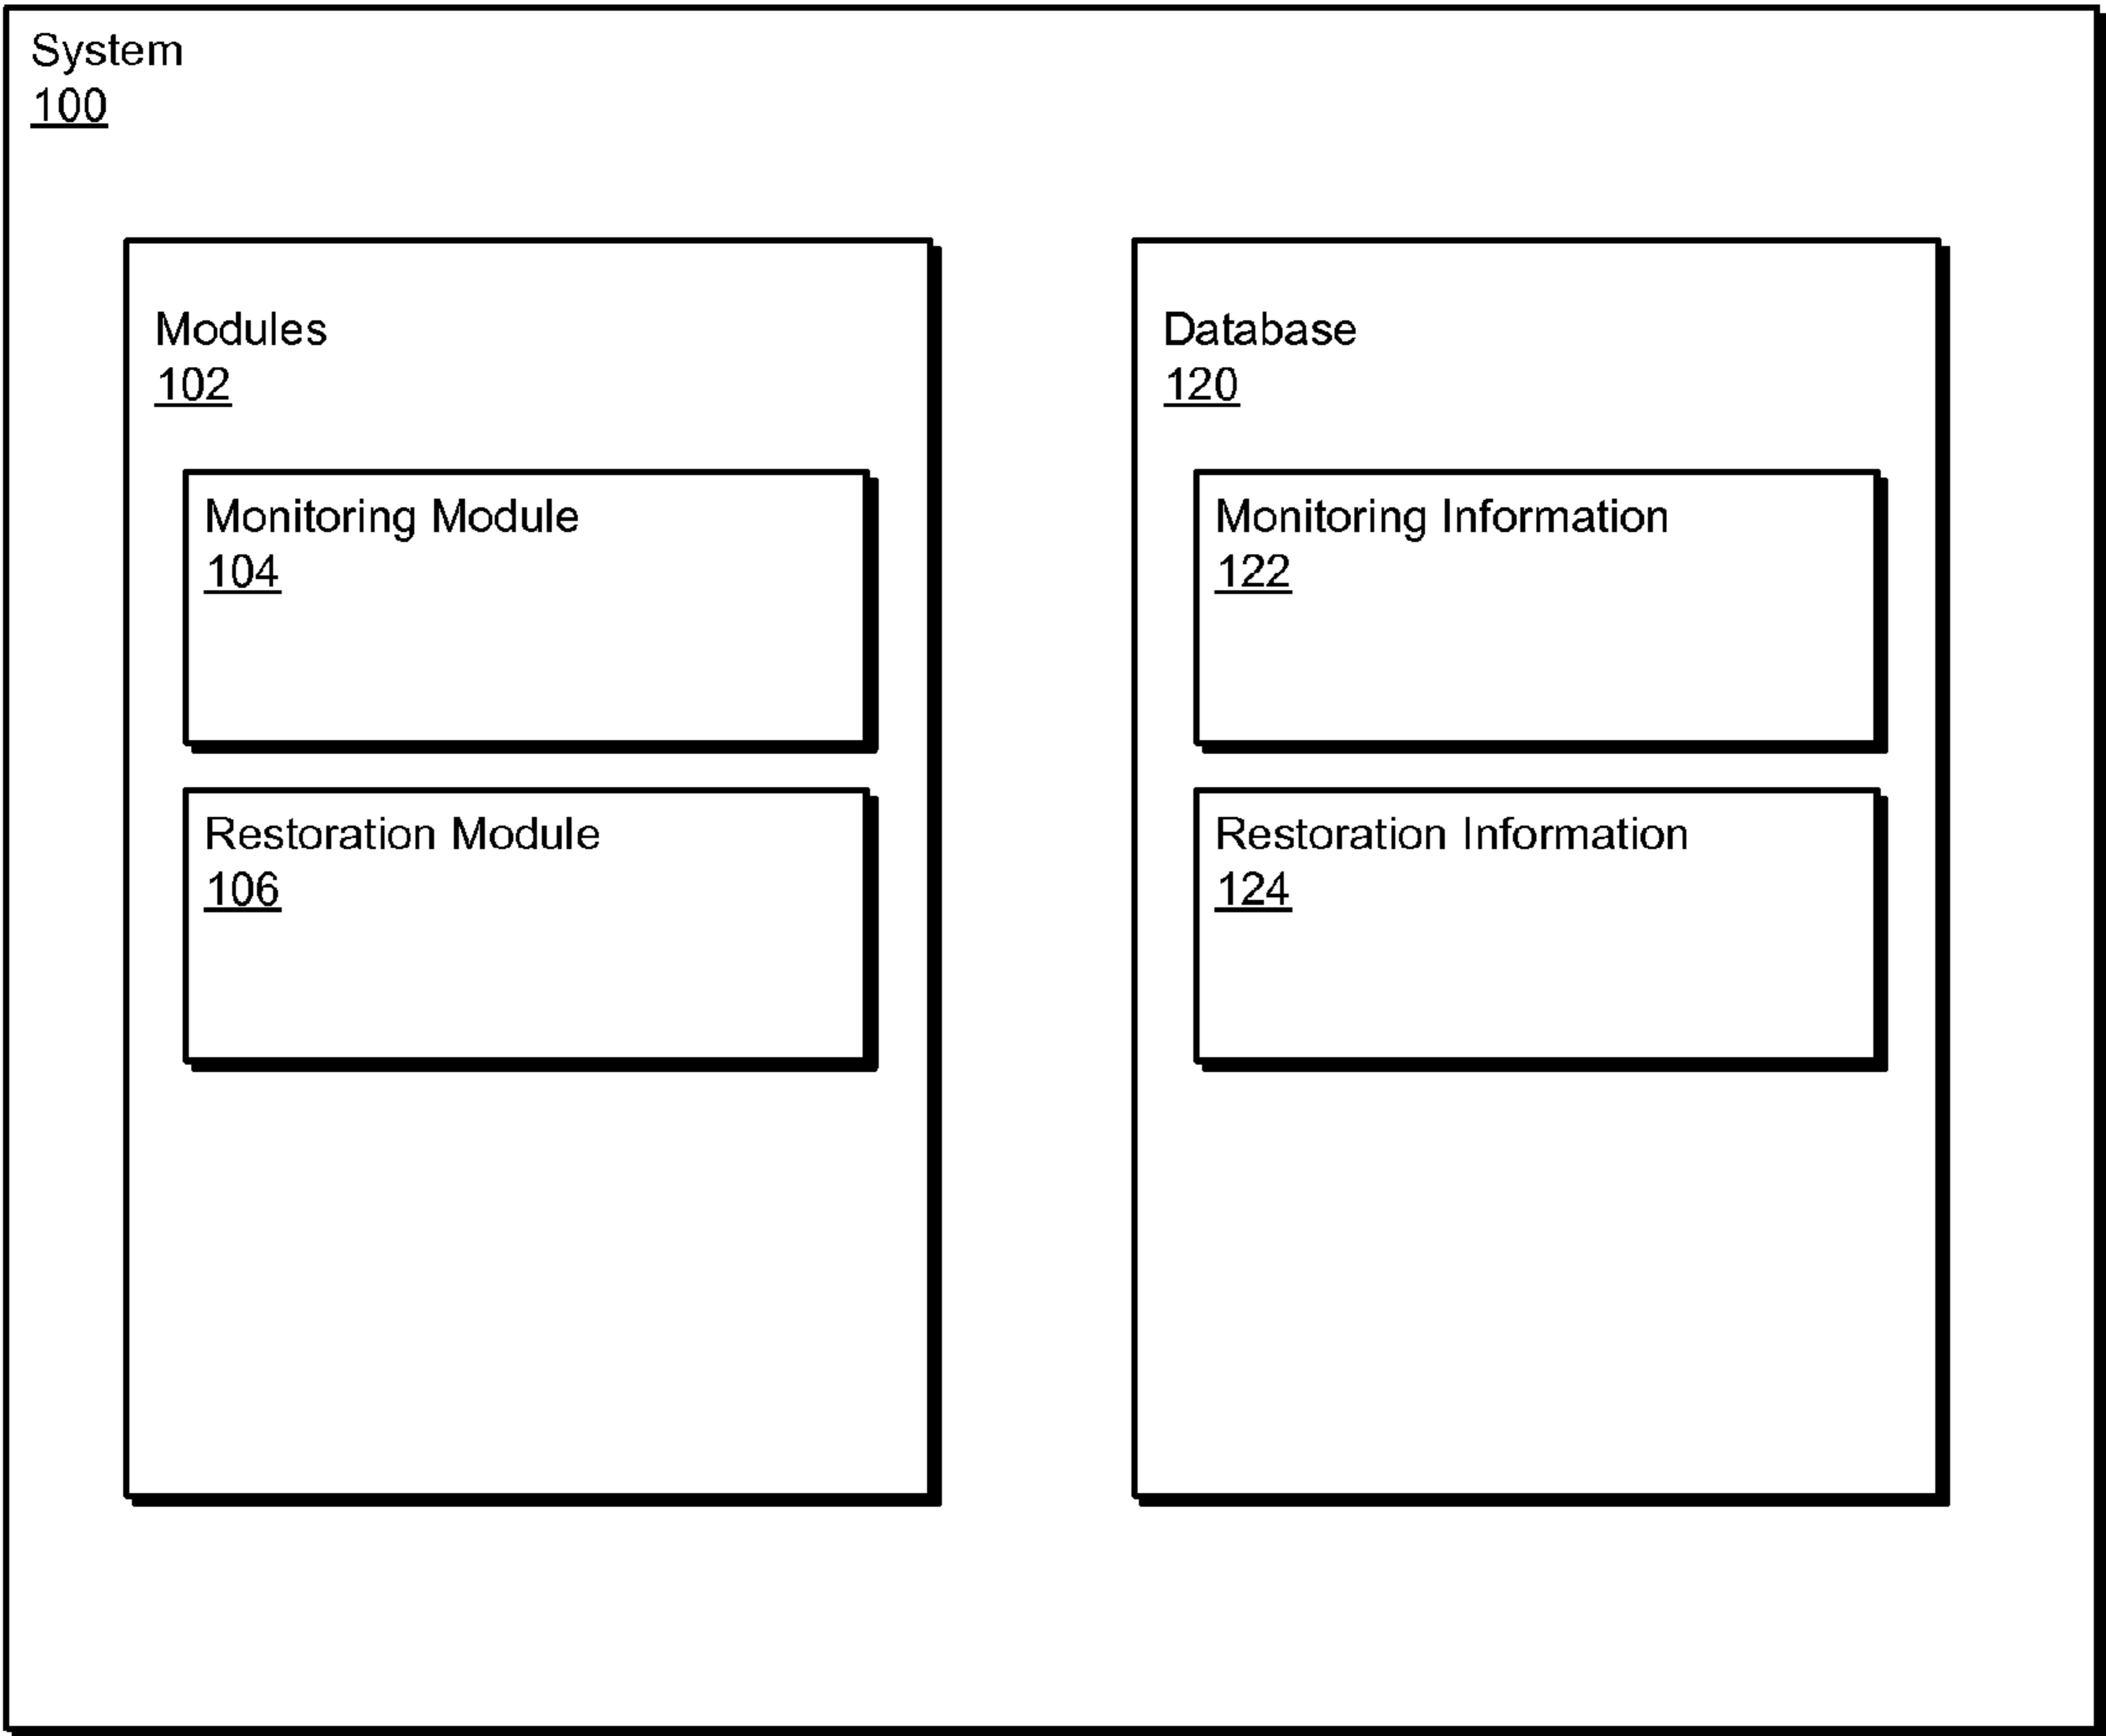 System
100
Modules
102
Monitoring Module
104
Restoration Module
106
Database
120
Monitoring Information
122
Restoration Information
124